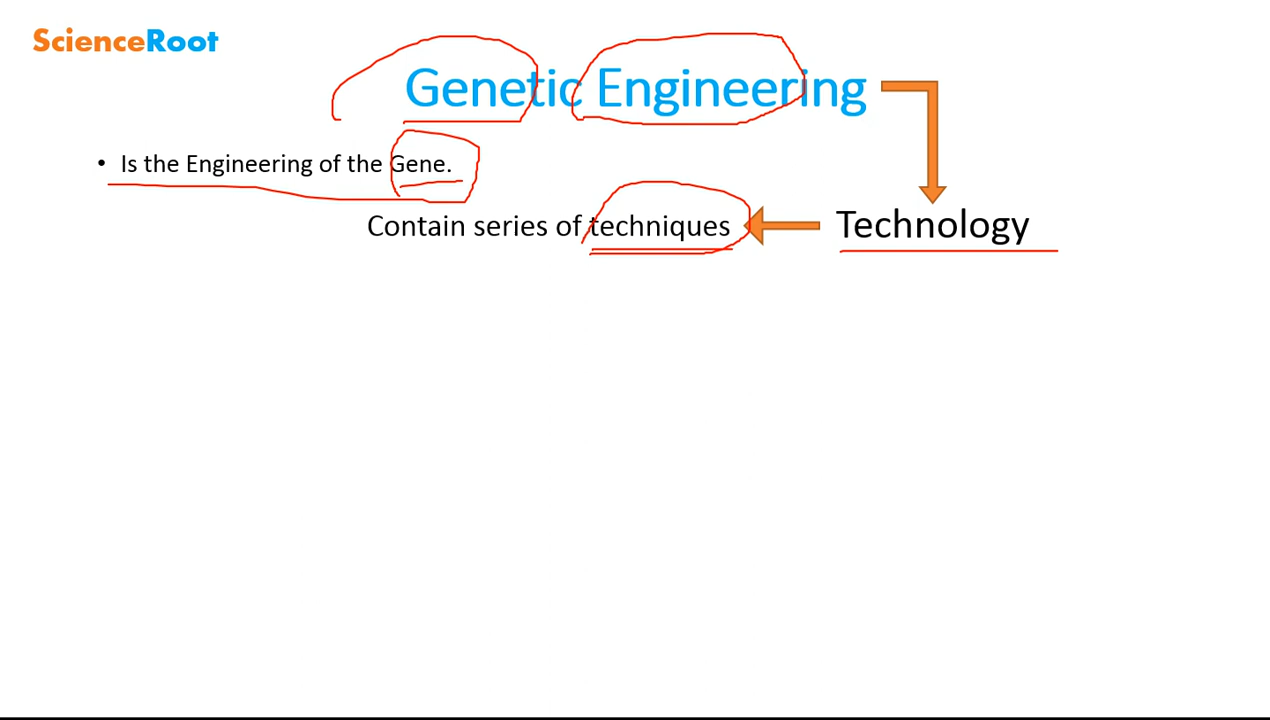 ScienceRoot
Genetic Engineering
• Is the Engineering of the Gene.
Contain series of techniques
Technology